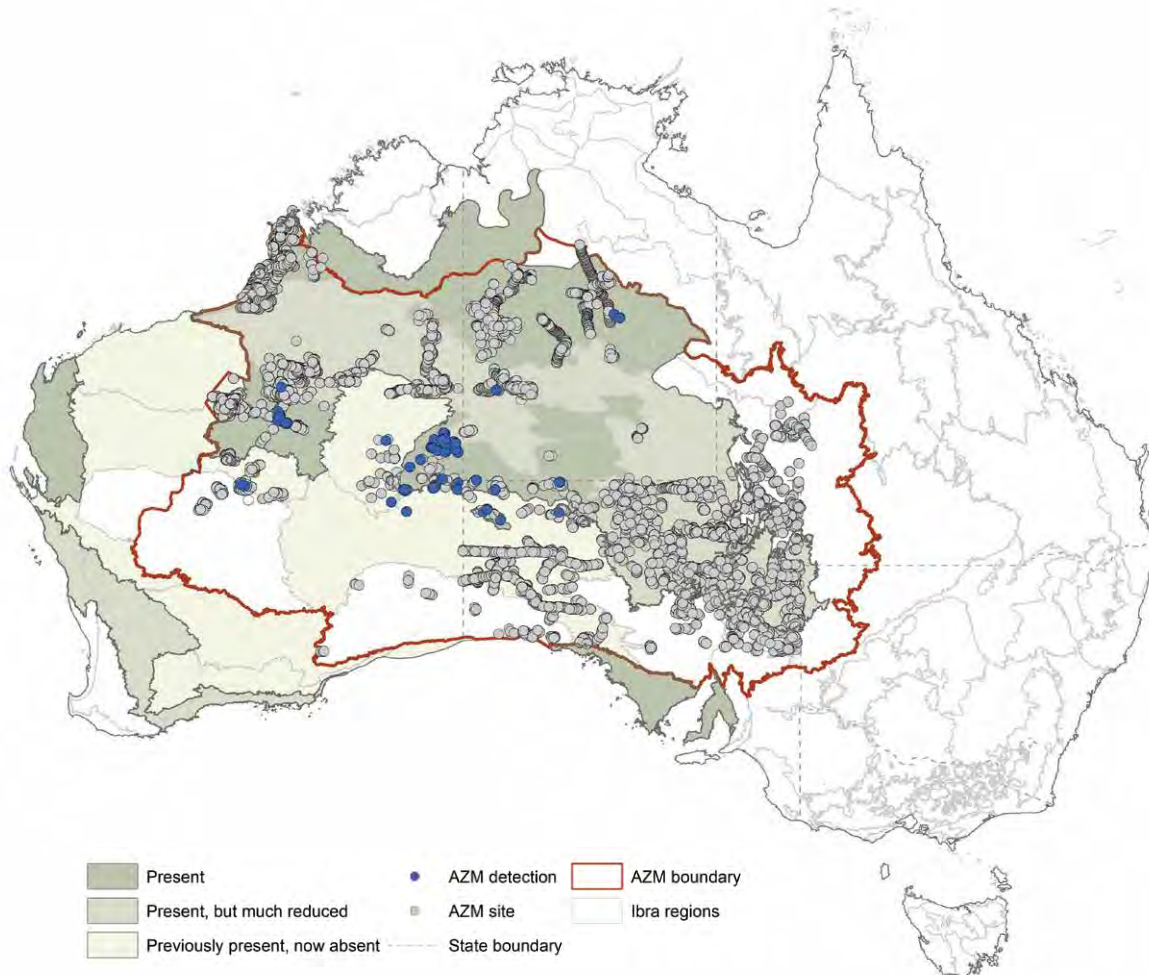 Present
Present, but much reduced
Previously present, now absent
AZM detection
AZM site
State boundary
AZM boundary
Ibra regions